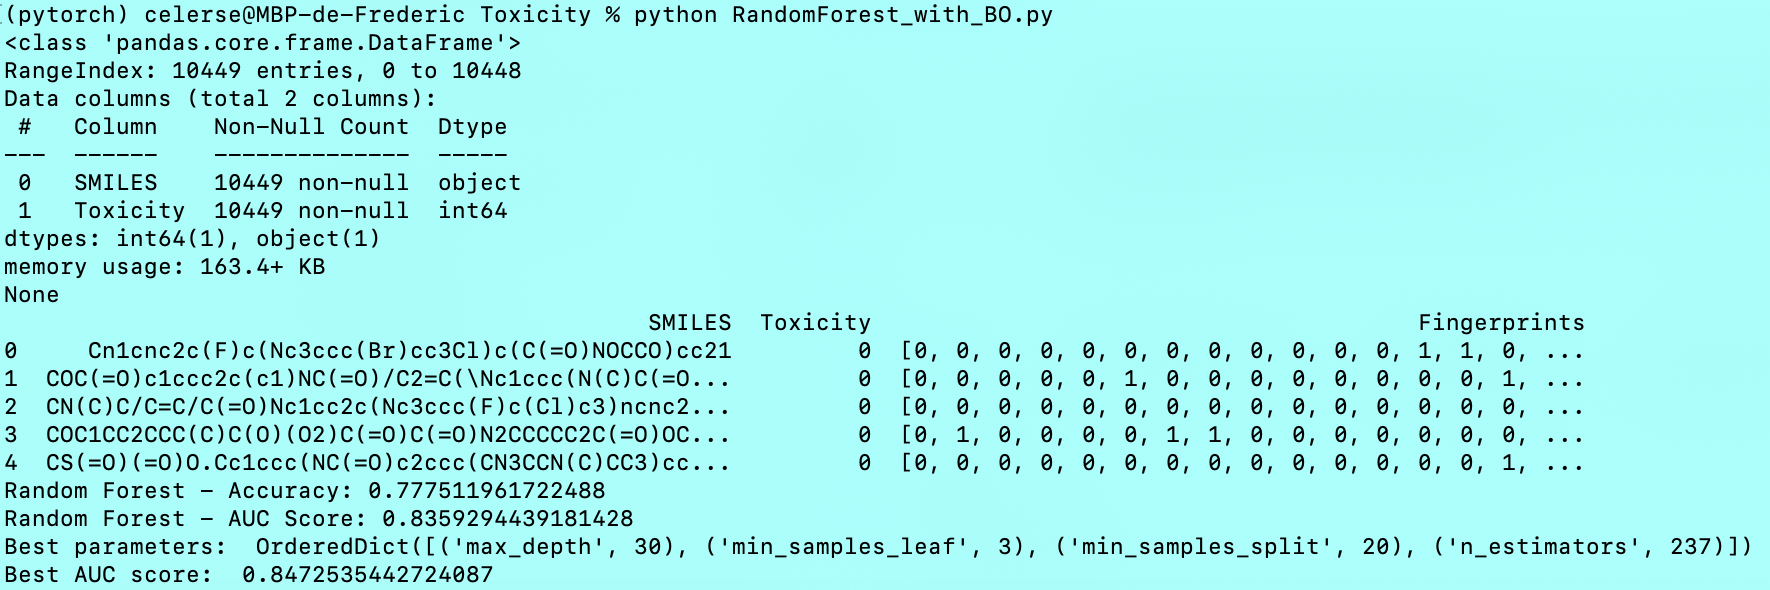 (pytorch) celerse@MBP-de-Frederic Toxicity % python RandomForest_with_BO.py
<class 'pandas.core.frame.DataFrame'>
RangeIndex: 10449 entries, 0 to 10448
Data columns (total 2 columns):
 #   Column    Non-Null Count  Dtype
---  ------    --------------  -----
 0   SMILES    10449 non-null  object
 1   Toxicity  10449 non-null  int64
dtypes: int64(1), object(1)
memory usage: 163.4+ KB
None
                                              SMILES  Toxicity                                       Fingerprints
0     Cn1cnc2c(F)c(Nc3ccc(Br)cc3Cl)c(C(=O)NOCCO)cc21         0  [0, 0, 0, 0, 0, 0, 0, 0, 0, 0, 0, 0, 1, 1, 0, ...
1  COC(=O)c1ccc2c(c1)NC(=O)/C2=C(\Nc1ccc(N(C)C(=O...         0  [0, 0, 0, 0, 0, 1, 0, 0, 0, 0, 0, 0, 0, 0, 1, ...
2  CN(C)C/C=C/C(=O)Nc1cc2c(Nc3ccc(F)c(Cl)c3)ncnc2...         0  [0, 0, 0, 0, 0, 0, 0, 0, 0, 0, 0, 0, 0, 0, 0, ...
3  COC1CC2CCC(C)C(O)(O2)C(=O)C(=O)N2CCCCC2C(=O)OC...         0  [0, 1, 0, 0, 0, 0, 1, 1, 0, 0, 0, 0, 0, 0, 0, ...
4  CS(=O)(=O)O.Cc1ccc(NC(=O)c2ccc(CN3CCN(C)CC3)cc...         0  [0, 0, 0, 0, 0, 0, 0, 0, 0, 0, 0, 0, 0, 0, 1, ...
Random Forest - Accuracy: 0.777511961722488
Random Forest - AUC Score: 0.8359294439181428
Best parameters:  OrderedDict([('max_depth', 30), ('min_samples_leaf', 3), ('min_samples_split', 20), ('n_estimators', 237)])
Best AUC score:  0.8472535442724087